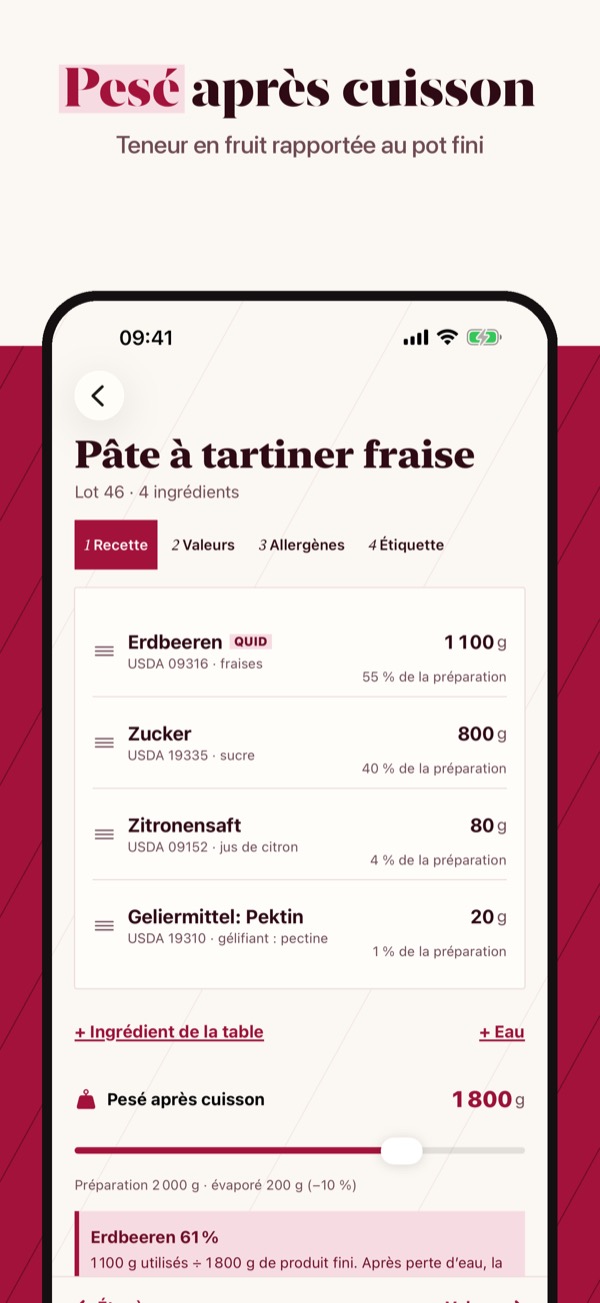 Pesé après cuisson
Teneur en fruit rapportée au pot fini
09:41
Pâte à tartiner fraise
Lot 46 · 4 ingrédients
1 Recette 2 Valeurs 3 Allergènes 4 Étiquette
Erdbeeren QUID 1 100 g
USDA 09316 · fraises
55 % de la préparation
Zucker 800 g
USDA 19335 · sucre
40 % de la préparation
Zitronensaft 80 g
USDA 09152 · jus de citron
4 % de la préparation
Geliermittel: Pektin 20 g
USDA 19310 · gélifiant : pectine
1 % de la préparation
+ Ingrédient de la table + Eau
Pesé après cuisson 1 800 g
Préparation 2 000 g · évaporé 200 g (−10 %)
Erdbeeren 61 %
1 100 g utilisés ÷ 1 800 g de produit fini. Après perte d’eau, la